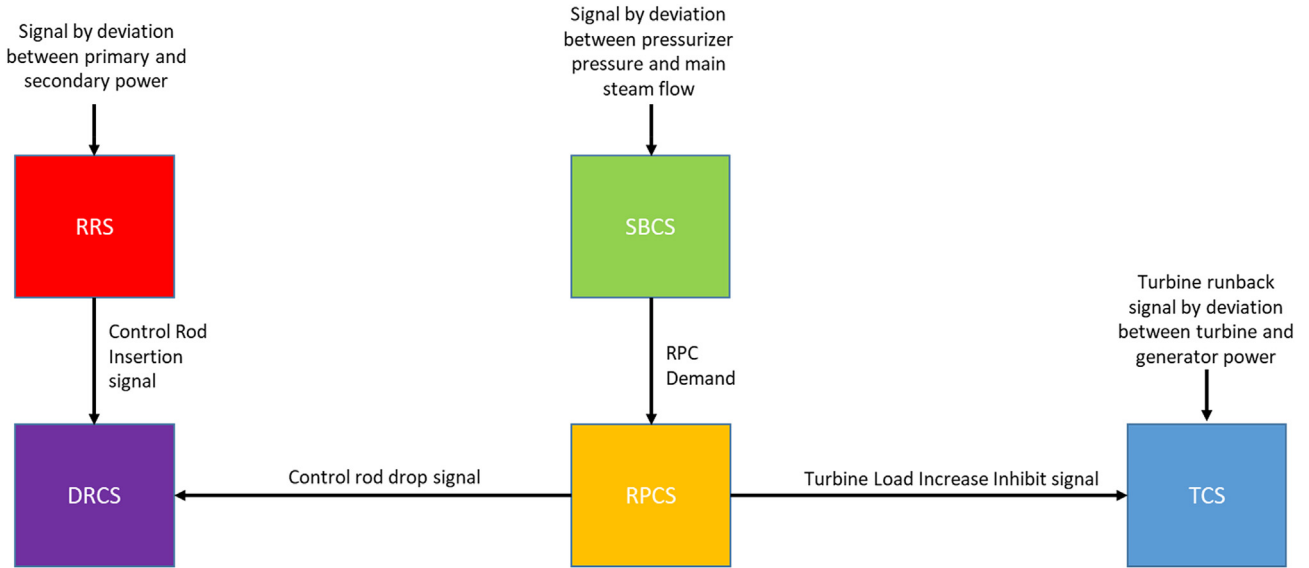 Signal by deviation
between primary and
secondary power
Signal by deviation
between pressurizer
pressure and main
steam flow
RRS
SBCS
Turbine runback
signal by deviation
between turbine and
generator power
Control Rod
Insertion
signal
RPC
Demand
DRCS
Control rod drop signal
RPCS
Turbine Load Increase Inhibit signal
TCS